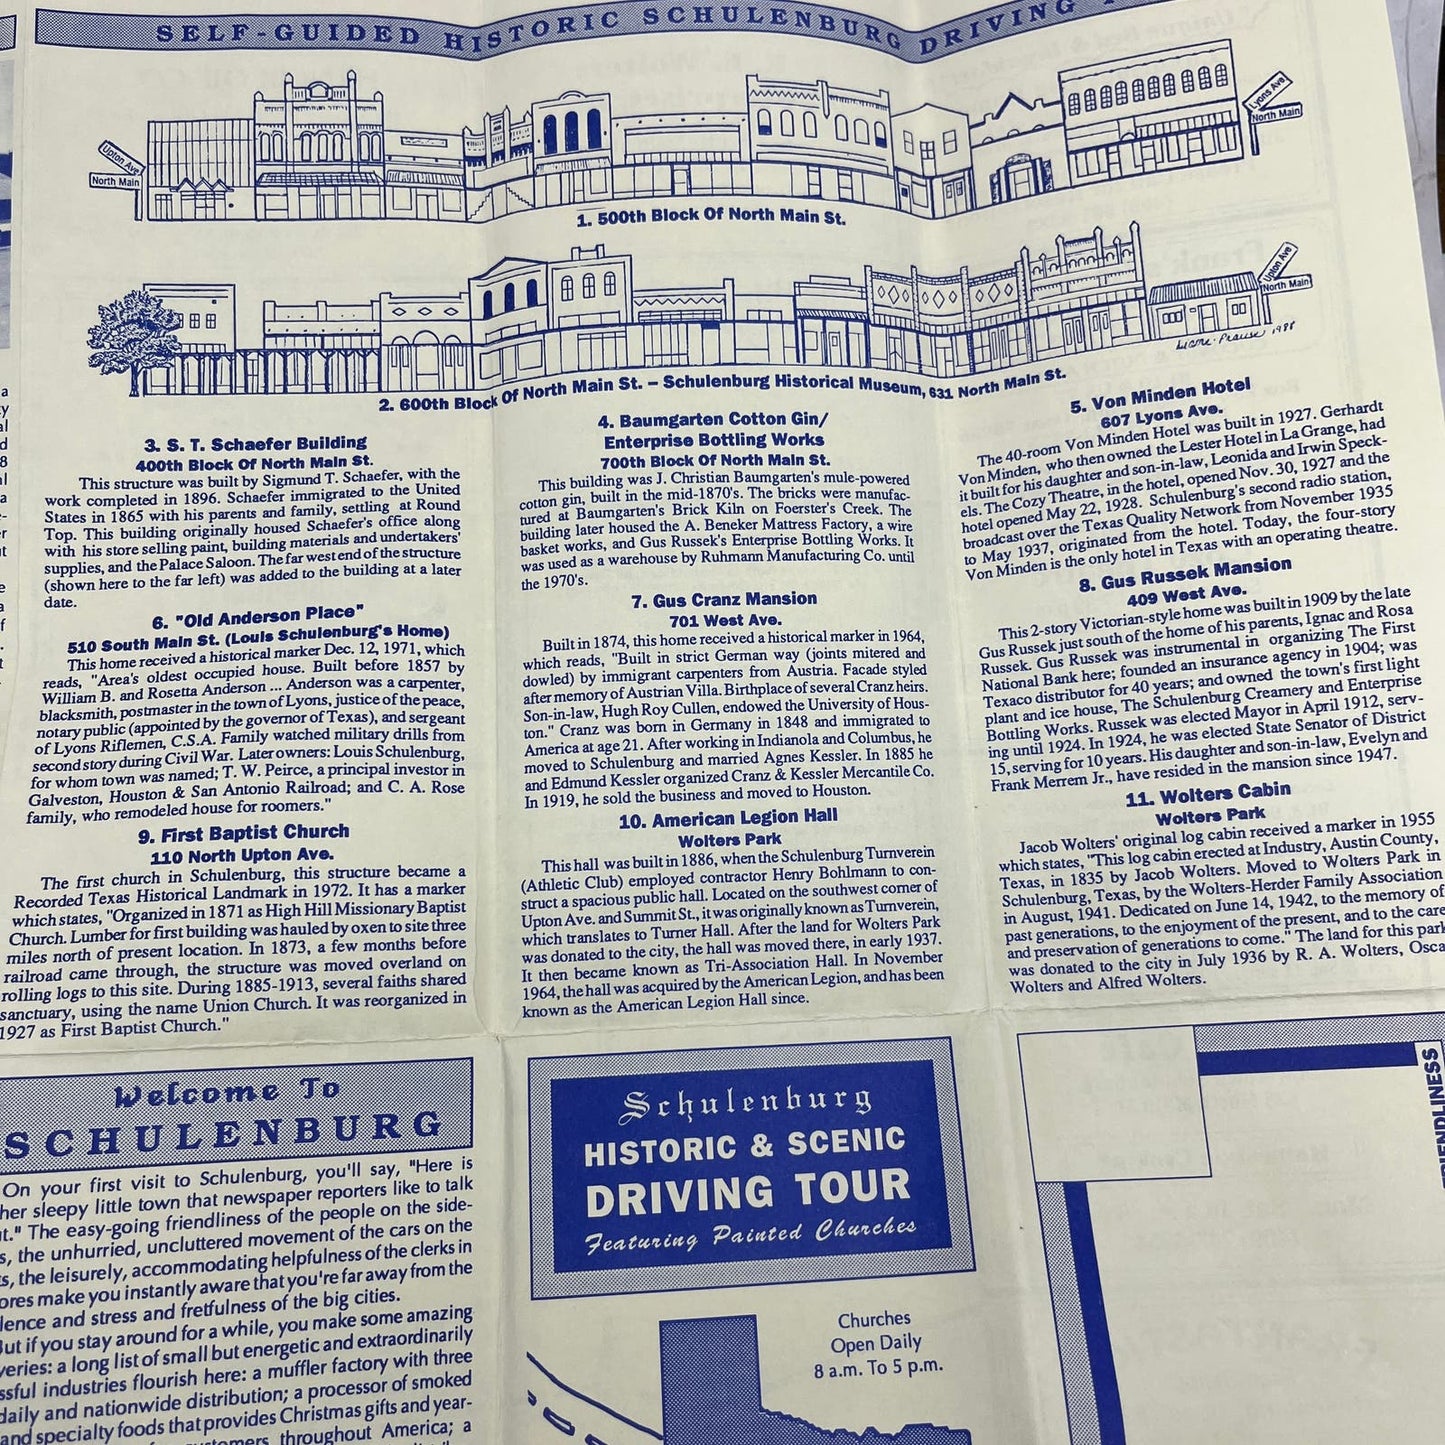 SELF-GUIDED HISTORIC SCHULENBURG DRIVING
Upton Ave
North Main
Lyons Ave
North Main
1. 500th Block Of North Main St.
Upton Ave
North Main
1988
2. 600th Block Of North Main St. – Schulenburg Historical Museum, 631 North Main St.
3. S. T. Schaefer Building
400th Block Of North Main St.
This structure was built by Sigmund T. Schaefer, with the
work completed in 1896. Schaefer immigrated to the United
States in 1865 with his parents and family, settling at Round
Top. This building originally housed Schaefer's office along
with his store selling paint, building materials and undertakers'
supplies, and the Palace Saloon. The far west end of the structure
(shown here to the far left) was added to the building at a later
date.
4. Baumgarten Cotton Gin/
Enterprise Bottling Works
700th Block Of North Main St.
This building was J. Christian Baumgarten's mule-powered
cotton gin, built in the mid-1870's. The bricks were manufac-
tured at Baumgarten's Brick Kiln on Foerster's Creek. The
building later housed the A. Beneker Mattress Factory, a wire
basket works, and Gus Russek's Enterprise Bottling Works. It
was used as a warehouse by Ruhmann Manufacturing Co. until
the 1970's.
5. Von Minden Hotel
607 Lyons Ave.
The 40-room Von Minden Hotel was built in 1927. Gerhardt
Von Minden, who then owned the Lester Hotel in La Grange, had
it built for his daughter and son-in-law, Leonida and Irwin Speck-
els. The Cozy Theatre, in the hotel, opened Nov. 30, 1927 and the
hotel opened May 22, 1928. Schulenburg's second radio station,
broadcast over the Texas Quality Network from November 1935
to May 1937, originated from the hotel. Today, the four-story
Von Minden is the only hotel in Texas with an operating theatre.
6. "Old Anderson Place"
510 South Main St. (Louis Schulenburg's Home)
This home received a historical marker Dec. 12, 1971, which
reads, "Area's oldest occupied house. Built before 1857 by
William B. and Rosetta Anderson ... Anderson was a carpenter,
blacksmith, postmaster in the town of Lyons, justice of the peace,
notary public (appointed by the governor of Texas), and sergeant
of Lyons Riflemen, C.S.A. Family watched military drills from
second story during Civil War. Later owners: Louis Schulenburg,
for whom town was named; T. W. Peirce, a principal investor in
Galveston, Houston & San Antonio Railroad; and C. A. Rose
family, who remodeled house for roomers."
7. Gus Cranz Mansion
701 West Ave.
Built in 1874, this home received a historical marker in 1964,
which reads, "Built in strict German way (joints mitered and
dowled) by immigrant carpenters from Austria. Facade styled
after memory of Austrian Villa. Birthplace of several Cranz heirs.
Son-in-law, Hugh Roy Cullen, endowed the University of Hous-
ton." Cranz was born in Germany in 1848 and immigrated to
America at age 21. After working in Indianola and Columbus, he
moved to Schulenburg and married Agnes Kessler. In 1885 he
and Edmund Kessler organized Cranz & Kessler Mercantile Co.
In 1919, he sold the business and moved to Houston.
8. Gus Russek Mansion
409 West Ave.
This 2-story Victorian-style home was built in 1909 by the late
Gus Russek just south of the home of his parents, Ignac and Rosa
Russek. Gus Russek was instrumental in organizing The First
National Bank here; founded an insurance agency in 1904; was
Texaco distributor for 40 years; and owned the town's first light
plant and ice house, The Schulenburg Creamery and Enterprise
Bottling Works. Russek was elected Mayor in April 1912, serv-
ing until 1924. In 1924, he was elected State Senator of District
15, serving for 10 years. His daughter and son-in-law, Evelyn and
Frank Merrem Jr., have resided in the mansion since 1947.
9. First Baptist Church
110 North Upton Ave.
The first church in Schulenburg, this structure became a
Recorded Texas Historical Landmark in 1972. It has a marker
which states, "Organized in 1871 as High Hill Missionary Baptist
Church. Lumber for first building was hauled by oxen to site three
miles north of present location. In 1873, a few months before
railroad came through, the structure was moved overland on
rolling logs to this site. During 1885-1913, several faiths shared
sanctuary, using the name Union Church. It was reorganized in
1927 as First Baptist Church."
10. American Legion Hall
Wolters Park
This hall was built in 1886, when the Schulenburg Turnverein
(Athletic Club) employed contractor Henry Bohlmann to con-
struct a spacious public hall. Located on the southwest corner of
Upton Ave. and Summit St., it was originally known as Turnverein,
which translates to Turner Hall. After the land for Wolters Park
was donated to the city, the hall was moved there, in early 1937.
It then became known as Tri-Association Hall. In November
1964, the hall was acquired by the American Legion, and has been
known as the American Legion Hall since.
11. Wolters Cabin
Wolters Park
Jacob Wolters' original log cabin received a marker in 1955
which states, "This log cabin erected at Industry, Austin County,
Texas, in 1835 by Jacob Wolters. Moved to Wolters Park in
Schulenburg, Texas, by the Wolters-Herder Family Association
in August, 1941. Dedicated on June 14, 1942, to the memory of
past generations, to the enjoyment of the present, and to the care
and preservation of generations to come." The land for this park
was donated to the city in July 1936 by R. A. Wolters, Osca
Wolters and Alfred Wolters.
Welcome To
SCHULENBURG
On your first visit to Schulenburg, you'll say, "Here is
her sleepy little town that newspaper reporters like to talk
t." The easy-going friendliness of the people on the side-
s, the unhurried, uncluttered movement of the cars on the
s, the leisurely, accommodating helpfulness of the clerks in
ores make you instantly aware that you're far away from the
lence and stress and fretfulness of the big cities.
But if you stay around for a while, you make some amazing
veries: a long list of small but energetic and extraordinarily
ssful industries flourish here: a muffler factory with three
daily and nationwide distribution; a processor of smoked
and specialty foods that provides Christmas gifts and year-
customers throughout America; a
Schulenburg
HISTORIC & SCENIC
DRIVING TOUR
Featuring Painted Churches
Churches
Open Daily
8 a.m. To 5 p.m.
FRIENDLINESS